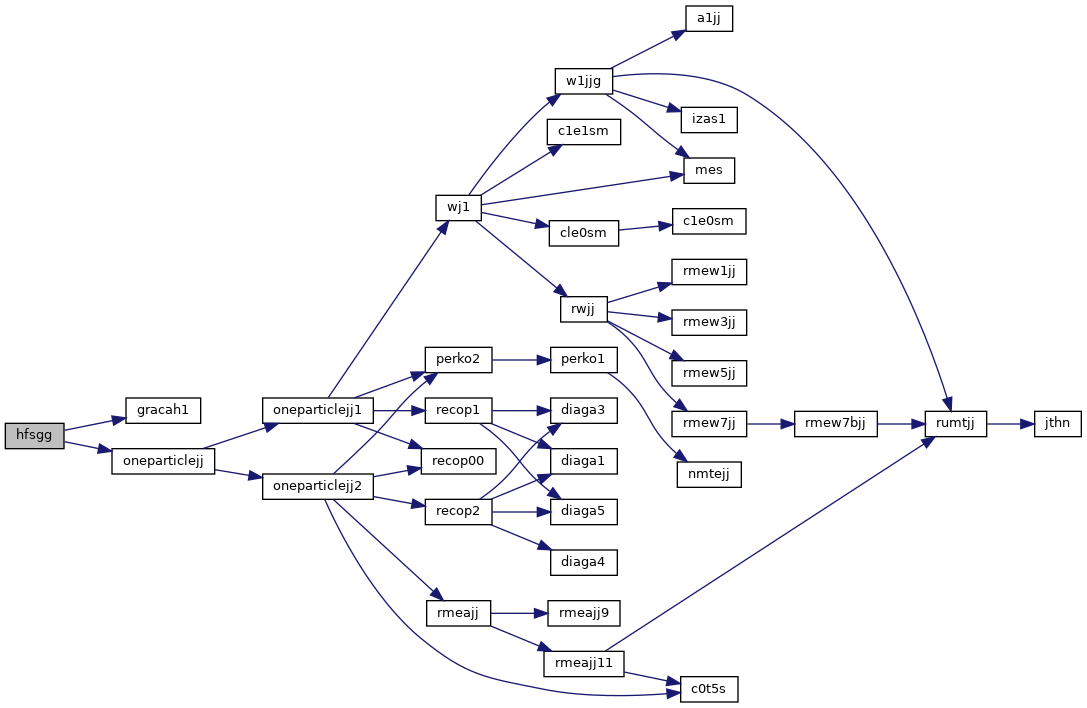 a1jj
w1jjg
izas1
c1e1sm
mes
wj1
cle0sm
c1e0sm
rmew1jj
rwjj
rmew3jj
perko2
perko1
rmew5jj
gracah1
oneparticlejj1
recop1
diaga3
rmew7jj
rmew7bjj
rumtjj
jthn
hfsgg
oneparticlejj
recop00
diaga1
nmtejj
oneparticlejj2
recop2
diaga5
diaga4
rmeajj
rmeajj9
rmeajj11
c0t5s